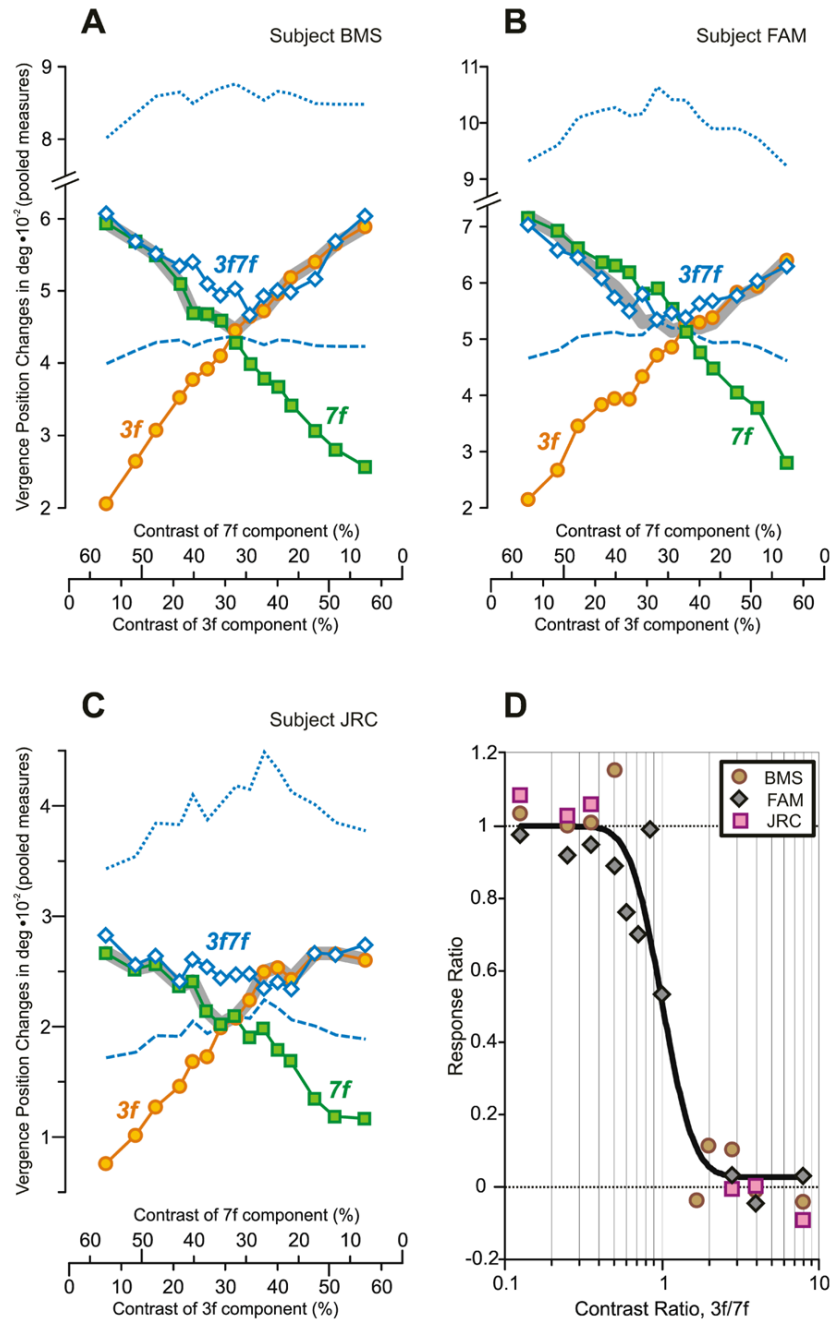 A
Subject BMS
Vergence Position Changes in deg•10⁻² (pooled measures)
9
8
6
5
4
3
2
3f7f
3f
7f
Contrast of 7f component (%)
60 50 40 30 20 10 0
0 10 20 30 40 50 60
Contrast of 3f component (%)
B
Subject FAM
11
10
9
7
6
5
4
3
2
3f7f
3f
7f
Contrast of 7f component (%)
60 50 40 30 20 10 0
0 10 20 30 40 50 60
Contrast of 3f component (%)
C
Subject JRC
Vergence Position Changes in deg•10⁻² (pooled measures)
4
3
2
1
3f7f
3f
7f
Contrast of 7f component (%)
60 50 40 30 20 10 0
0 10 20 30 40 50 60
Contrast of 3f component (%)
D
BMS
FAM
JRC
Response Ratio
1.2
1
0.8
0.6
0.4
0.2
0
-0.2
0.1 1 10
Contrast Ratio, 3f/7f